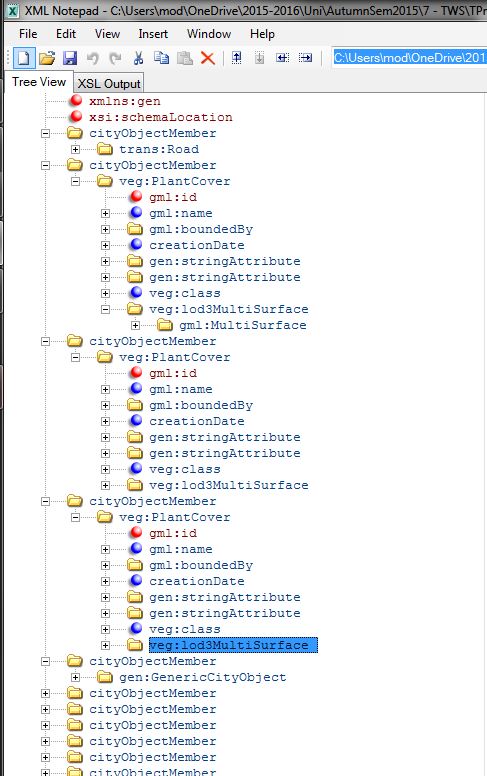 XML Notepad - C:\Users\mod\OneDrive\2015-2016\Uni\AutumnSem2015\7 - TWS\TPr
File Edit View Insert Window Help
C:\Users\mod\OneDrive\201
Tree View XSL Output
xmlns:gen
xsi:schemaLocation
cityObjectMember
trans:Road
cityObjectMember
veg:PlantCover
gml:id
gml:name
gml:boundedBy
creationDate
gen:stringAttribute
gen:stringAttribute
veg:class
veg:lod3MultiSurface
gml:MultiSurface
cityObjectMember
veg:PlantCover
gml:id
gml:name
gml:boundedBy
creationDate
gen:stringAttribute
gen:stringAttribute
veg:class
veg:lod3MultiSurface
cityObjectMember
veg:PlantCover
gml:id
gml:name
gml:boundedBy
creationDate
gen:stringAttribute
gen:stringAttribute
veg:class
veg:lod3MultiSurface
cityObjectMember
gen:GenericCityObject
cityObjectMember
cityObjectMember
cityObjectMember
cityObjectMember
cityObjectMember
cityObjectMember